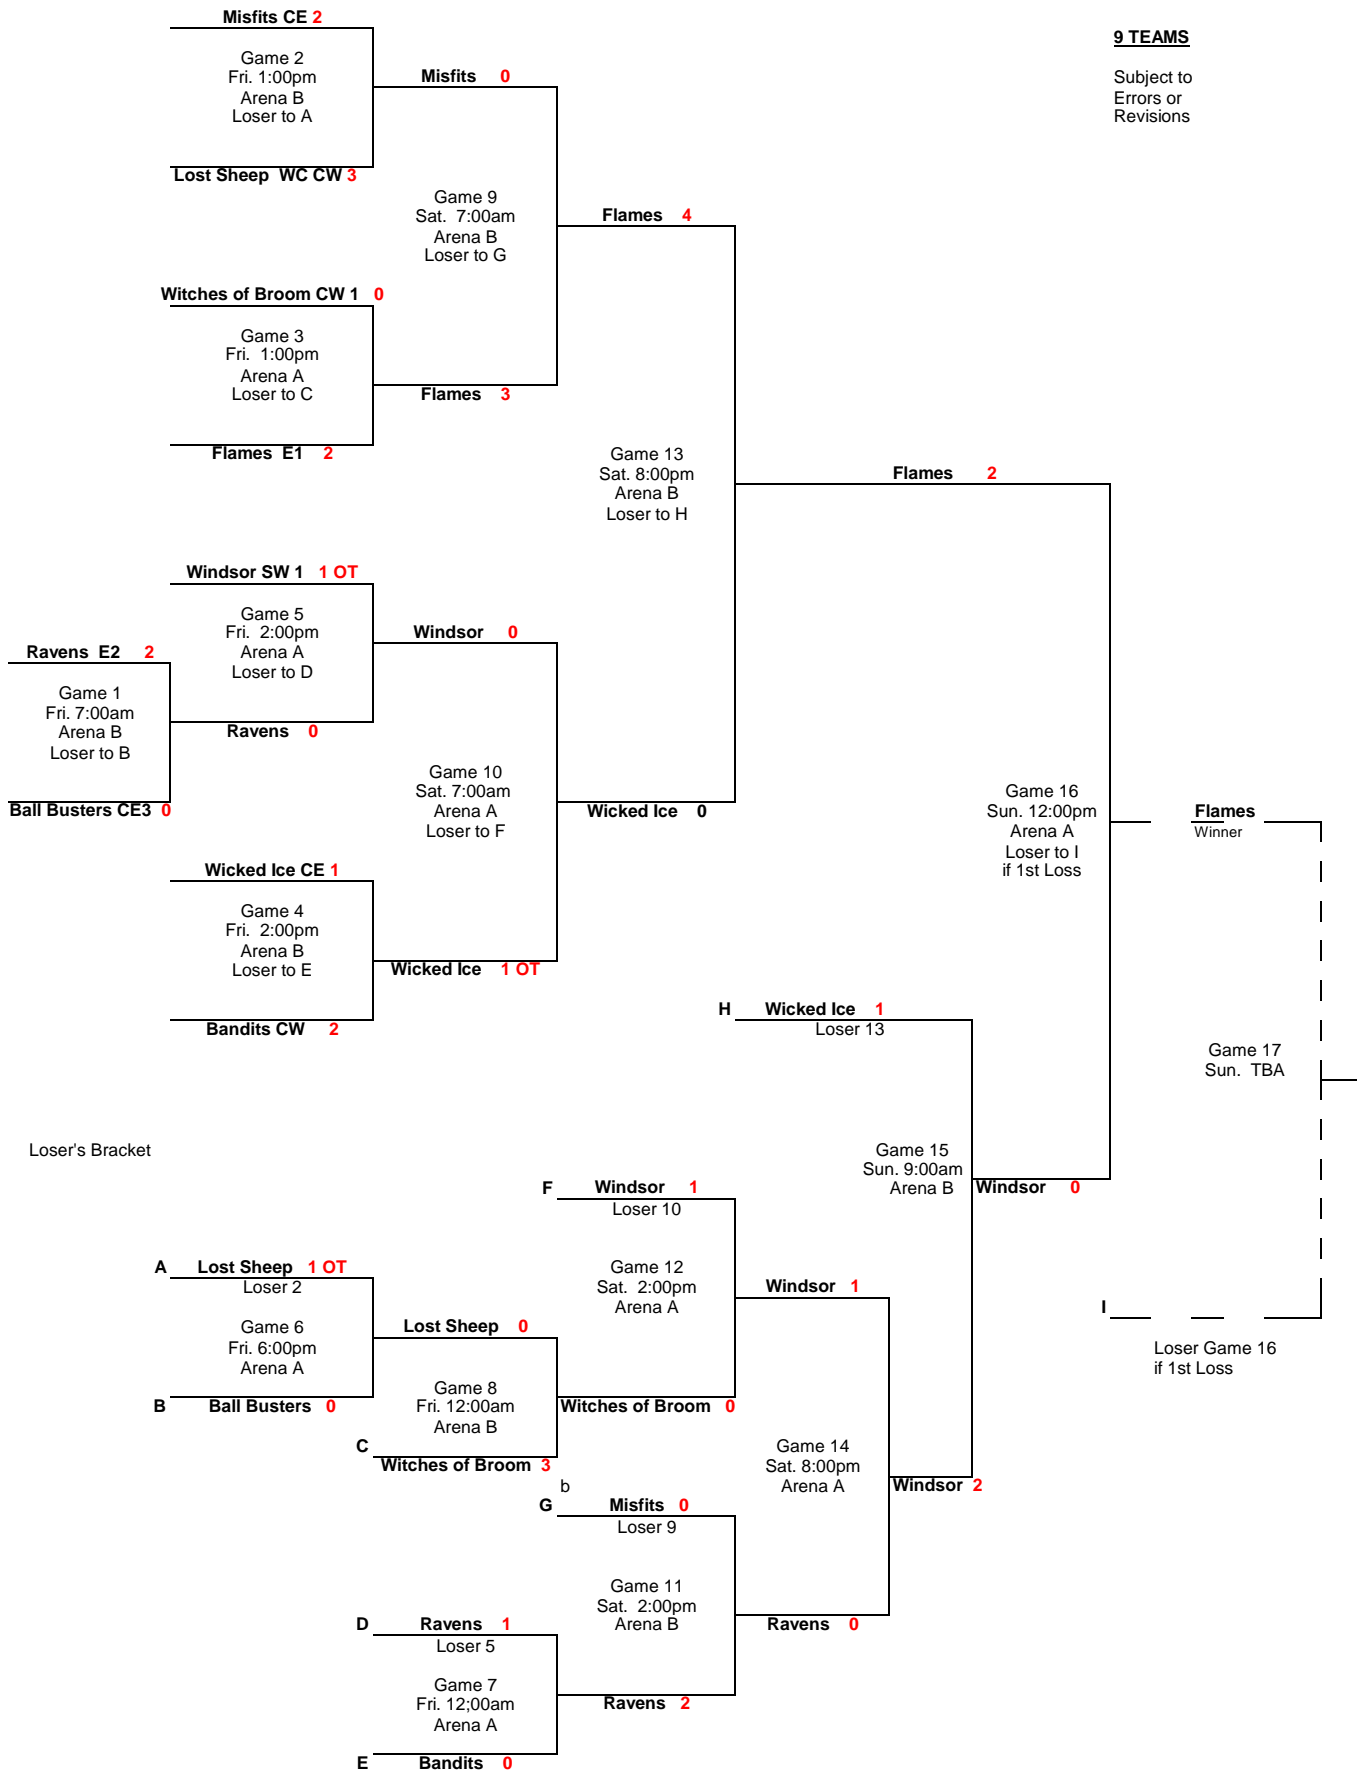 Misfits CE 2
9 TEAMS
Game 2
Fri. 1:00pm
Arena B
Loser to A
Misfits 0
Subject to
Errors or
Revisions
Lost Sheep WC CW 3
Game 9
Sat. 7:00am
Arena B
Loser to G
Flames 4
Witches of Broom CW 1 0
Game 3
Fri. 1:00pm
Arena A
Loser to C
Flames 3
Flames E1 2
Game 13
Sat. 8:00pm
Arena B
Loser to H
Flames 2
Windsor SW 1 1 OT
Game 5
Fri. 2:00pm
Arena A
Loser to D
Windsor 0
Ravens E2 2
Game 1
Fri. 7:00am
Arena B
Loser to B
Ravens 0
Ball Busters CE3 0
Game 10
Sat. 7:00am
Arena A
Loser to F
Wicked Ice 0
Game 16
Sun. 12:00pm
Arena A
Loser to I
if 1st Loss
Flames
Winner
Wicked Ice CE 1
Game 4
Fri. 2:00pm
Arena B
Loser to E
Wicked Ice 1 OT
Bandits CW 2
H Wicked Ice 1
Loser 13
Game 17
Sun. TBA
Loser's Bracket
Game 15
Sun. 9:00am
Arena B
Windsor 0
F Windsor 1
Loser 10
A Lost Sheep 1 OT
Loser 2
Game 12
Sat. 2:00pm
Arena A
Windsor 1
I
Game 6
Fri. 6:00pm
Arena A
Lost Sheep 0
Loser Game 16
if 1st Loss
B Ball Busters 0
Game 8
Fri. 12:00am
Arena B
Witches of Broom 0
C
Witches of Broom 3
Game 14
Sat. 8:00pm
Arena A
Windsor 2
b
G Misfits 0
Loser 9
Game 11
Sat. 2:00pm
Arena B
Ravens 0
D Ravens 1
Loser 5
Game 7
Fri. 12;00am
Arena A
Ravens 2
E Bandits 0